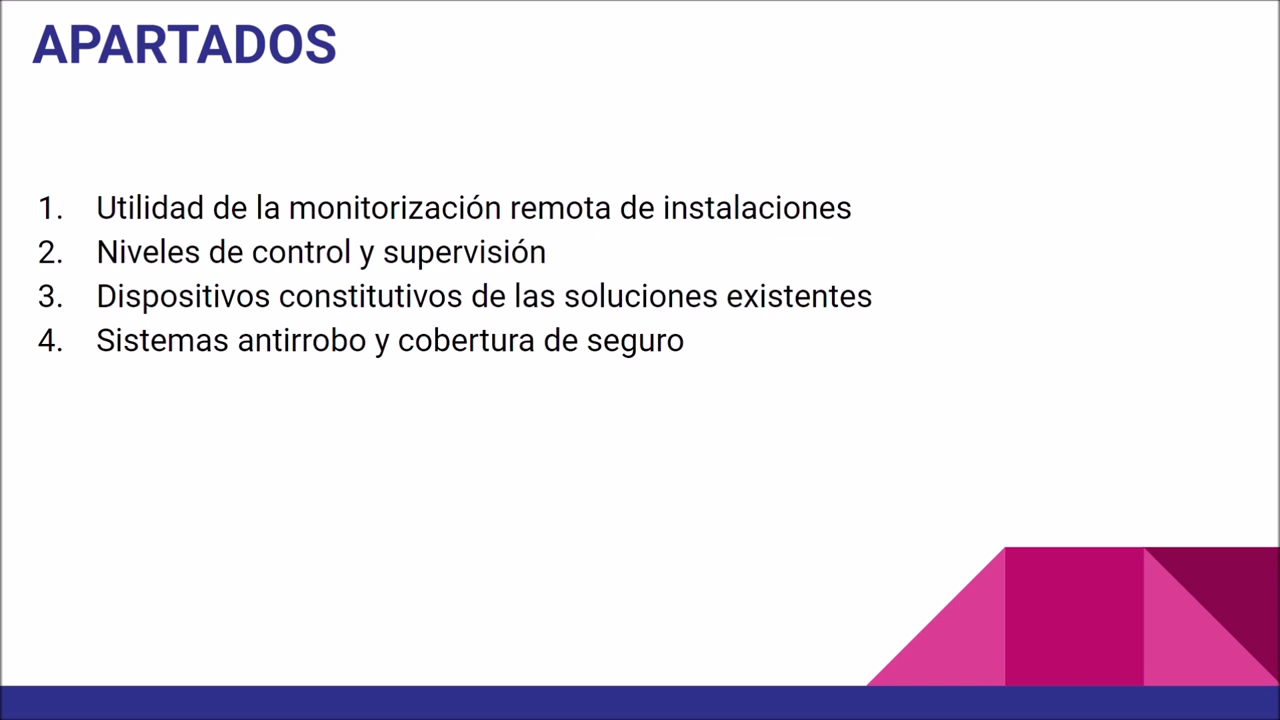 APARTADOS
1. Utilidad de la monitorización remota de instalaciones
2. Niveles de control y supervisión
3. Dispositivos constitutivos de las soluciones existentes
4. Sistemas antirrobo y cobertura de seguro